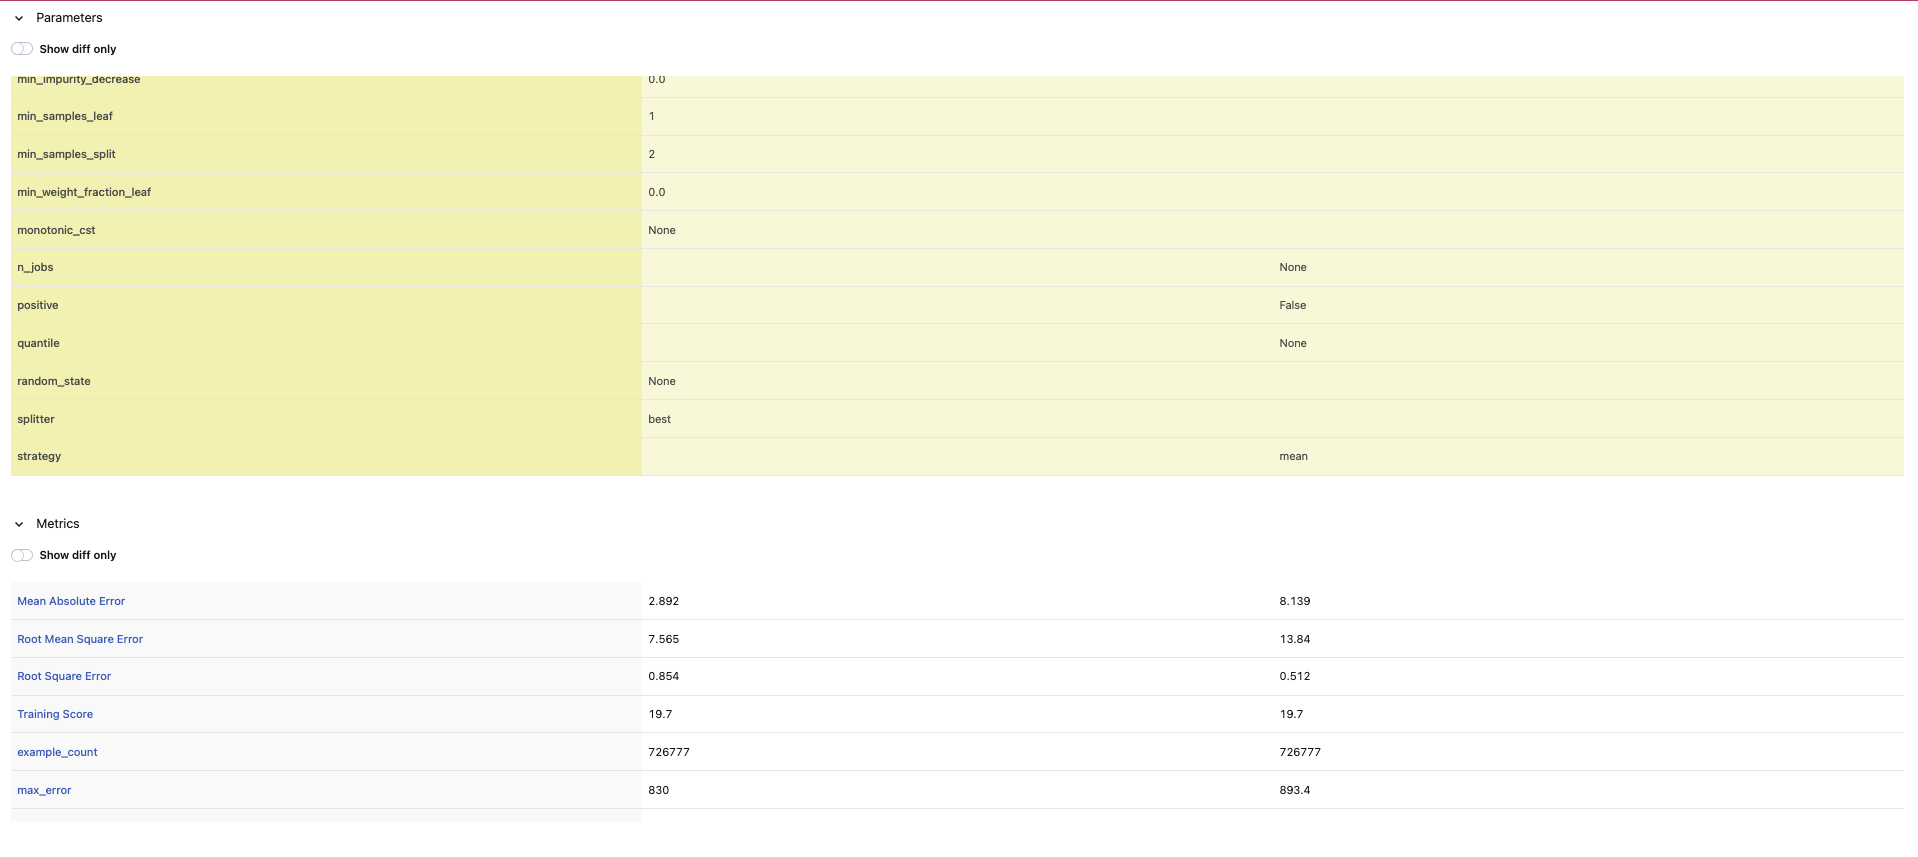 Parameters
Show diff only
min_impurity_decrease 0.0
min_samples_leaf 1
min_samples_split 2
min_weight_fraction_leaf 0.0
monotonic_cst None
n_jobs None
positive False
quantile None
random_state None
splitter best
strategy mean
Metrics
Show diff only
Mean Absolute Error 2.892 8.139
Root Mean Square Error 7.565 13.84
Root Square Error 0.854 0.512
Training Score 19.7 19.7
example_count 726777 726777
max_error 830 893.4